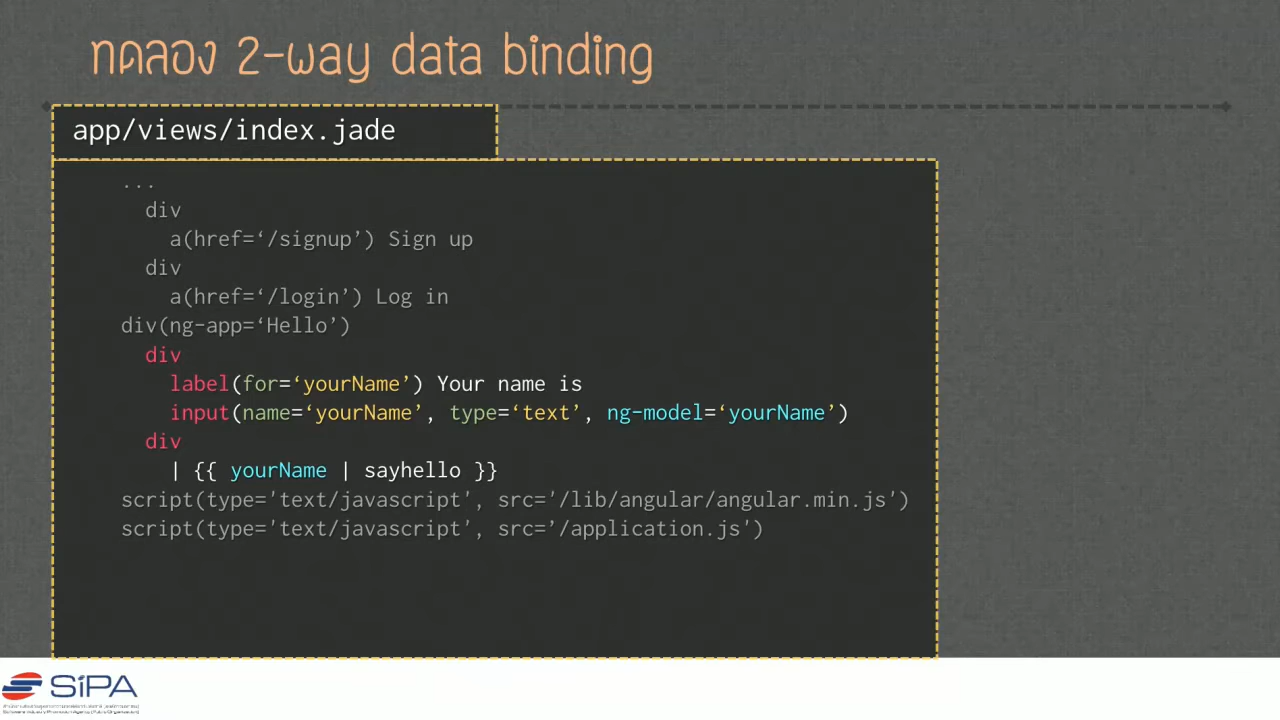 ทดลอง 2-way data binding
app/views/index.jade
...
div
a(href=‘/signup’) Sign up
div
a(href=‘/login’) Log in
div(ng-app=‘Hello’)
div
label(for=‘yourName’) Your name is
input(name=‘yourName’, type=‘text’, ng-model=‘yourName’)
div
| {{ yourName | sayhello }}
script(type='text/javascript', src='/lib/angular/angular.min.js')
script(type='text/javascript', src=’/application.js')
SiPA